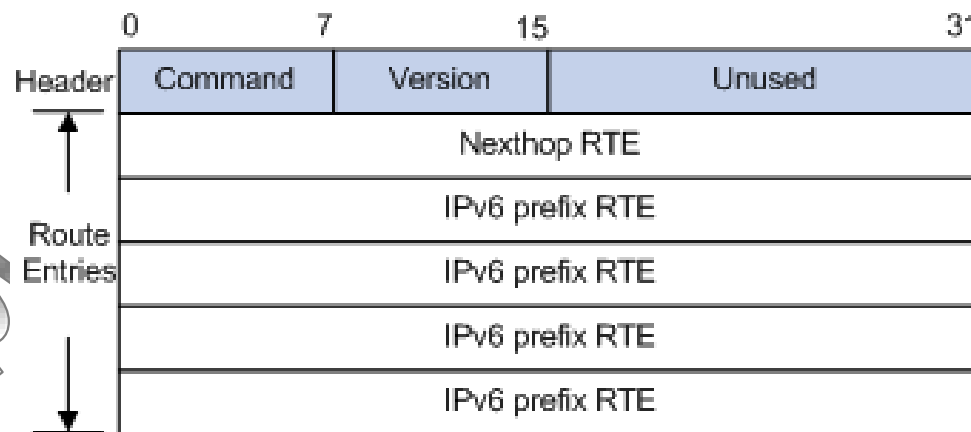 0 7 15 31
Header Command Version Unused
Nexthop RTE
IPv6 prefix RTE
Route
Entries
IPv6 prefix RTE
IPv6 prefix RTE
IPv6 prefix RTE